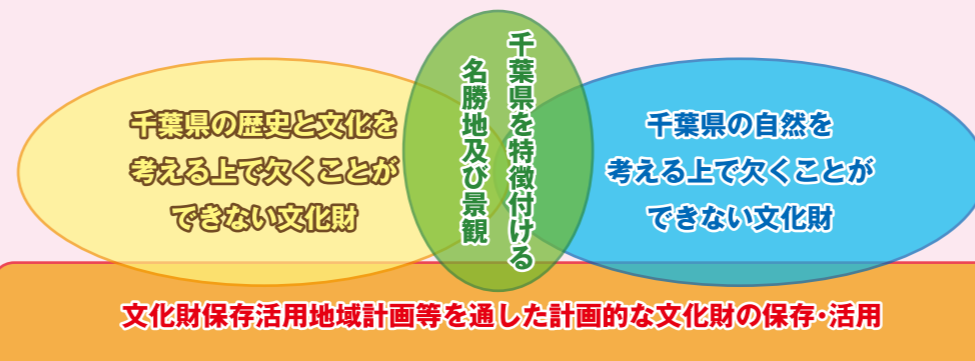 千葉県の歴史と文化を
考える上で欠くことが
できない文化財
千葉県を特徴付ける
名勝地及び景観
千葉県の自然を
考える上で欠くことが
できない文化財
文化財保存活用地域計画等を通した計画的な文化財の保存・活用